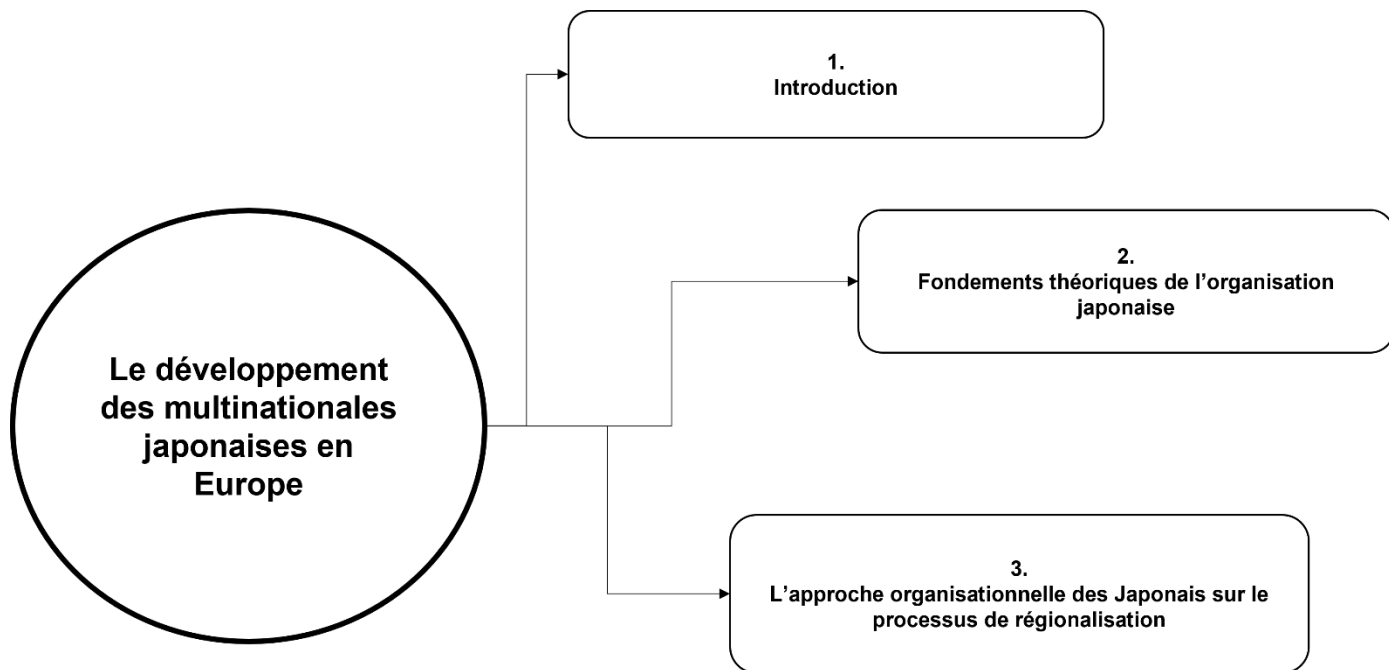 1.
Introduction
2.
Fondements théoriques de l’organisation
japonaise
Le développement
des multinationales
japonaises en
Europe
3.
L’approche organisationnelle des Japonais sur le
processus de régionalisation